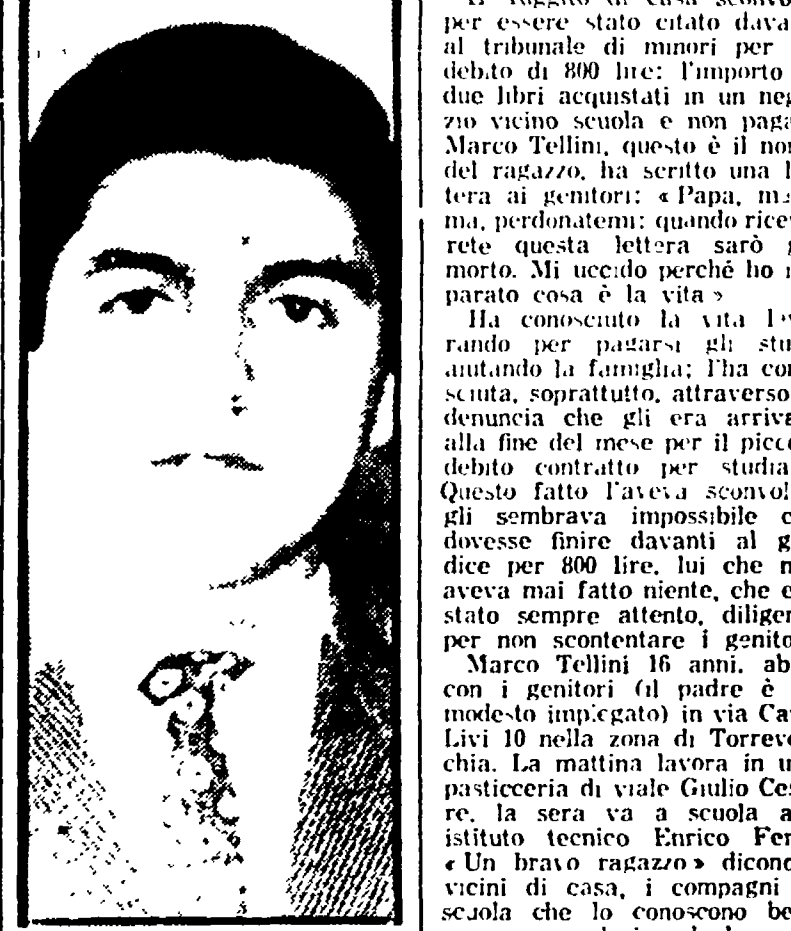 per essere stato citato dava
al tribunale di minori per
debito di 800 lire: l'importo
due libri acquistati in un neg
zio vicino scuola e non paga
Marco Tellini, questo è il nor
del ragazzo, ha scritto una l
tera ai genitori: « Papa, m
ma, perdonatemi: quando rice
rete questa lettera sarò g
morto. Mi uccido perché ho
parato cosa è la vita »
Ha conosciuto la vita
rando per pagarsi gli stu
aiutando la famiglia; l'ha con
sciuta, soprattutto, attraverso
denuncia che gli era arriva
alla fine del mese per il picco
debito contratto per studia
Questo fatto l'aveva sconvol
gli sembrava impossibile c
dovesse finire davanti al g
dice per 800 lire, lui che n
aveva mai fatto niente, che e
stato sempre attento, diligen
per non scontentare i genito
Marco Tellini 16 anni, ab
con i genitori (il padre è
modesto impiegato) in via Ca
Livi 10 nella zona di Torreve
chia. La mattina lavora in u
pasticceria di viale Giulio Ces
re, la sera va a scuola a
istituto tecnico Enrico Fer
« Un bravo ragazzo » dicono
vicini di casa, i compagni
scuola che lo conoscono be